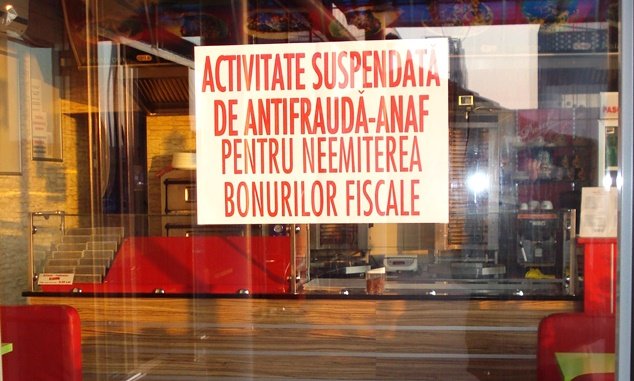 ACTIVITATE SUSPENDATĂ
DE ANTIFRAUDĂ-ANAF
PENTRU NEEMITEREA
BONURILOR FISCALE